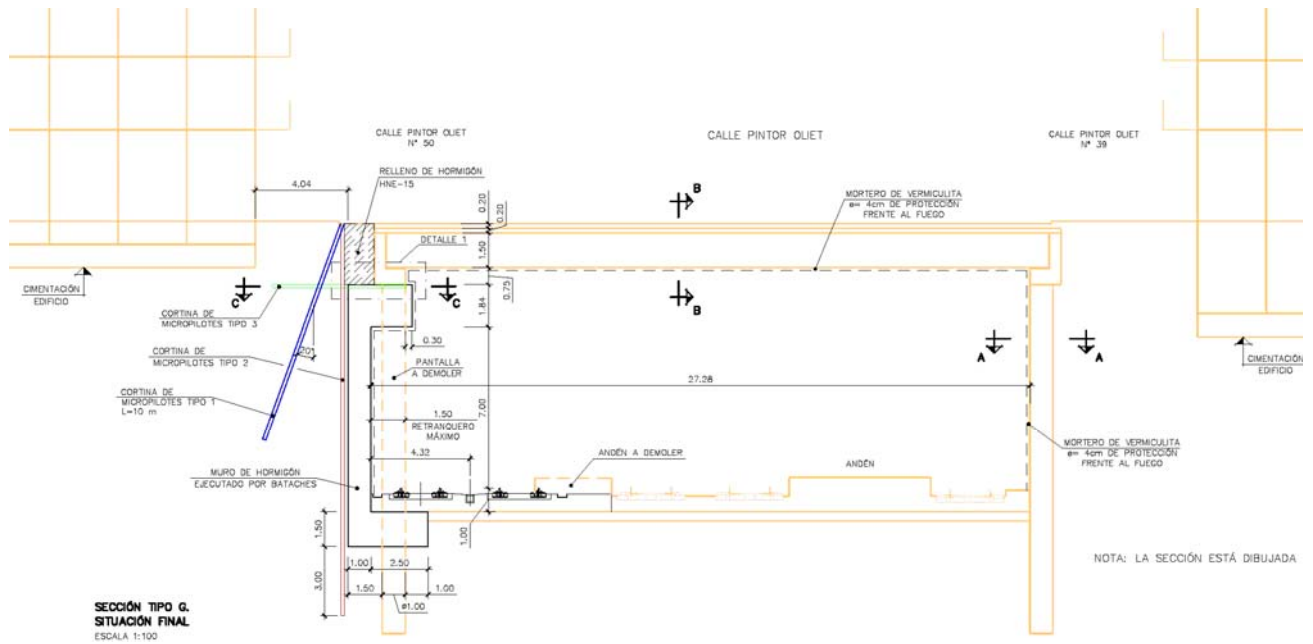 CALLE PINTOR OLIET
Nº 50
CALLE PINTOR OLIET
CALLE PINTOR OLIET
Nº 39
RELLENO DE HORMIGÓN
HNE-15
4.04
0.20
0.20
B
MORTERO DE VERMICULITA
e= 4cm DE PROTECCIÓN
FRENTE AL FUEGO
DETALLE 1
1.50
CIMENTACIÓN
EDIFICIO
C
C
0.75
B
1.84
CORTINA DE
MICROPILOTES TIPO 3
0.30
20°
CORTINA DE
MICROPILOTES TIPO 2
PANTALLA
A DEMOLER
A
A
CIMENTACIÓN
EDIFICIO
27.28
CORTINA DE
MICROPILOTES TIPO 1
L=10 m
7.00
1.50
RETRANQUERO
MÁXIMO
4.32
MORTERO DE VERMICULITA
e= 4cm DE PROTECCIÓN
FRENTE AL FUEGO
ANDÉN A DEMOLER
ANDÉN
MURO DE HORMIGÓN
EJECUTADO POR BATACHES
1.50
1.00
NOTA: LA SECCIÓN ESTÁ DIBUJADA
1.00
2.50
3.00
1.50
1.00
ø1.00
SECCIÓN TIPO G.
SITUACIÓN FINAL
ESCALA 1:100